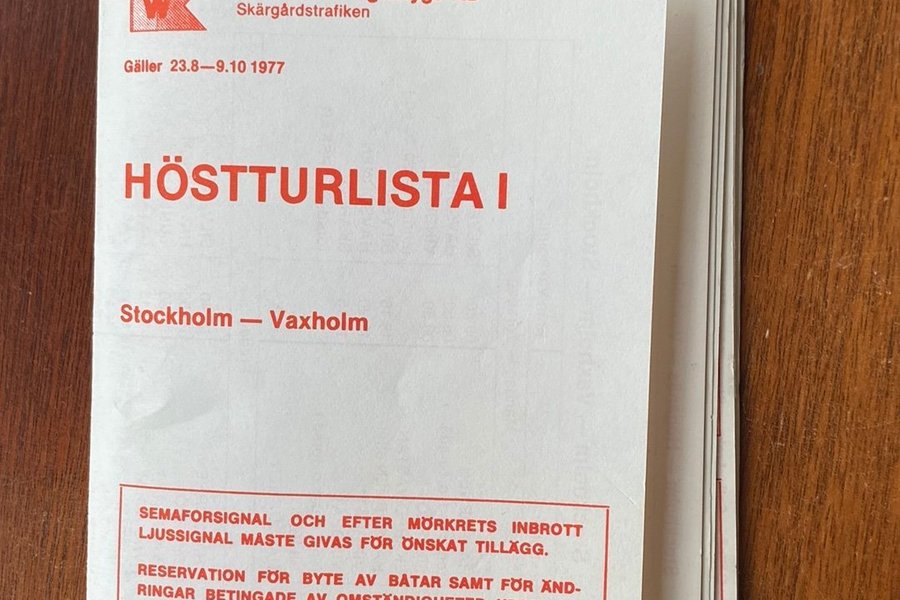 W
Skärgårdstrafiken
Gäller 23.8—9.10 1977
HÖSTTURLISTA I
Stockholm — Vaxholm
SEMAFORSIGNAL OCH EFTER MÖRKRETS INBROTT
LJUSSIGNAL MÅSTE GIVAS FÖR ÖNSKAT TILLÄGG.
RESERVATION FÖR BYTE AV BÅTAR SAMT FÖR ÄND-
RINGAR BETINGADE AV OMSTÄNDIGHETER